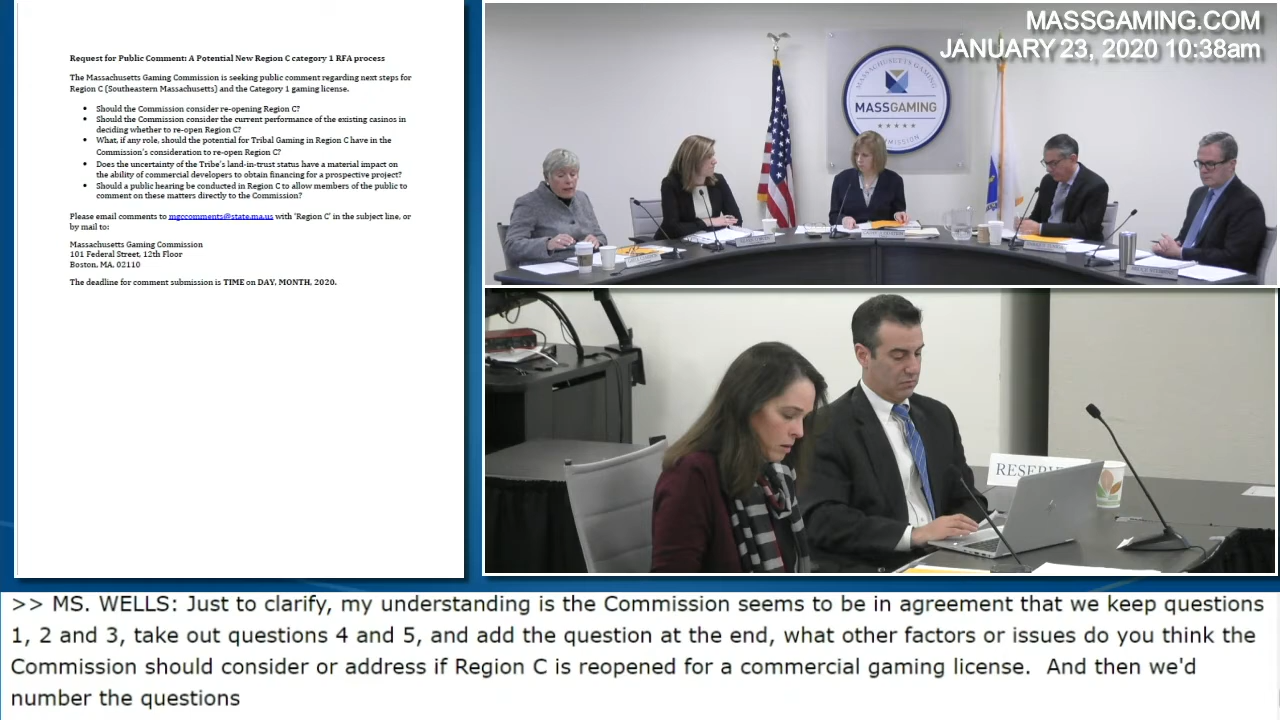 Request for Public Comment: A Potential New Region C category 1 RFA process
The Massachusetts Gaming Commission is seeking public comment regarding next steps for
Region C (Southeastern Massachusetts) and the Category 1 gaming license.
• Should the Commission consider re-opening Region C?
• Should the Commission consider the current performance of the existing casinos in
deciding whether to re-open Region C?
• What, if any role, should the potential for Tribal Gaming in Region C have in the
Commission's consideration to re-open Region C?
• Does the uncertainty of the Tribe's land-in-trust status have a material impact on
the ability of commercial developers to obtain financing for a prospective project?
• Should a public hearing be conducted in Region C to allow members of the public to
comment on these matters directly to the Commission?
Please email comments to mgccomments@state.ma.us with 'Region C' in the subject line, or
by mail to:
Massachusetts Gaming Commission
101 Federal Street, 12th Floor
Boston, MA. 02110
The deadline for comment submission is TIME on DAY, MONTH, 2020.
MASSGAMING.COM
JANUARY 23, 2020 10:38am
MASSACHUSETTS GAMING
MASSGAMING
COMMISSION
>> MS. WELLS: Just to clarify, my understanding is the Commission seems to be in agreement that we keep questions
1, 2 and 3, take out questions 4 and 5, and add the question at the end, what other factors or issues do you think the
Commission should consider or address if Region C is reopened for a commercial gaming license.  And then we'd
number the questions